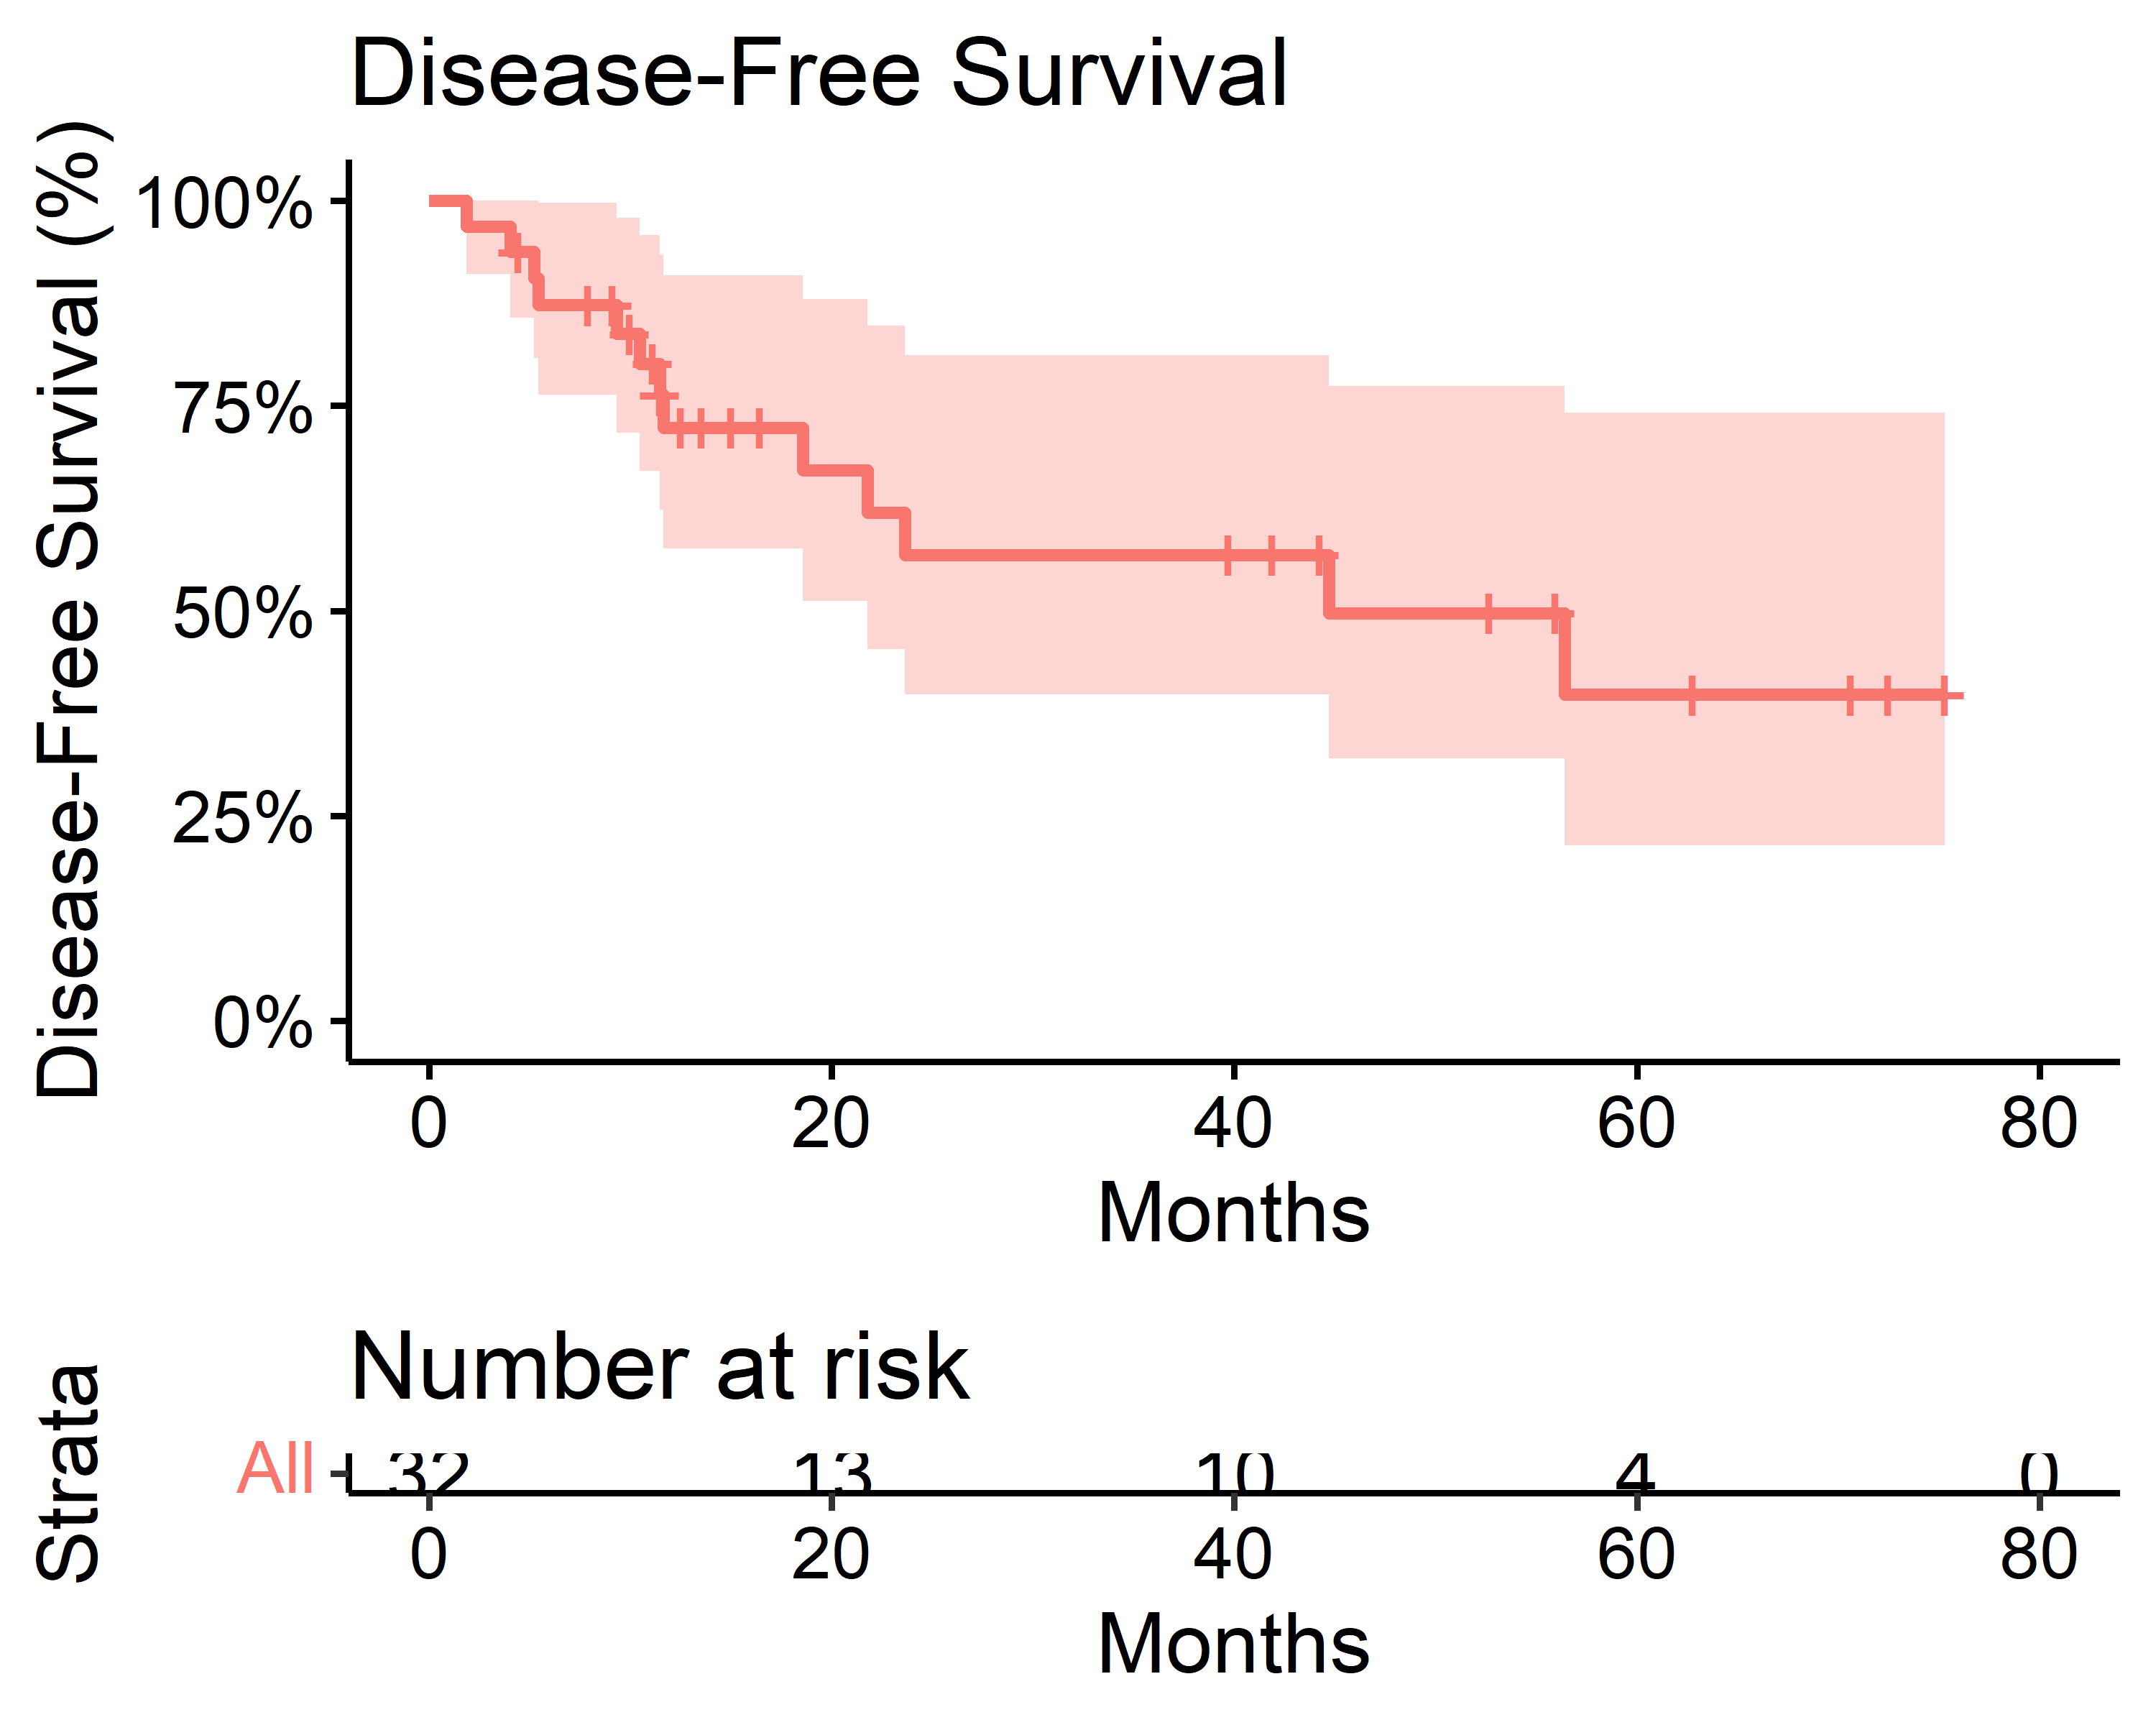 Disease-Free Survival
Disease-Free Survival (%)
100%
75%
50%
25%
0%
0 20 40 60 80
Months
Number at risk
Strata
All 32 13 10 4 0
0 20 40 60 80
Months